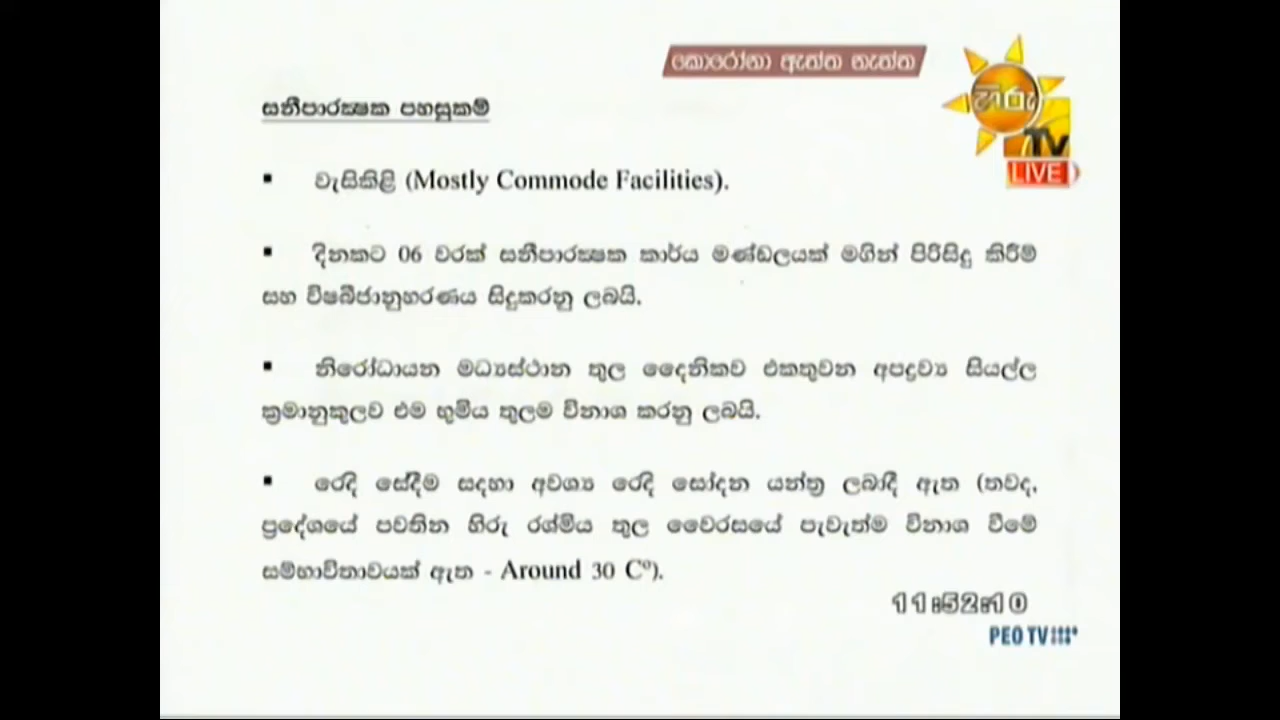 කොරෝනා ඇත්ත නැත්ත
හිරු
TV
LIVE
සනීපාරක්‍ෂක පහසුකම්
▪ වැසිකිළි (Mostly Commode Facilities).
▪ දිනකට 06 වරක් සනීපාරක්‍ෂක කාර්ය මණ්ඩලයක් මගින් පිරිසිදු කිරීම්
සහ විෂබීජානුහරණය සිදුකරනු ලබයි.
▪ නිරෝධායන මධ්‍යස්ථාන තුල දෛනිකව එකතුවන අපද්‍රව්‍ය සියල්ල
ක්‍රමානුකූලව එම භූමිය තුලම විනාශ කරනු ලබයි.
▪ රෙදි සේදීම සදහා අවශ්‍ය රෙදි සෝදන යන්ත්‍ර ලබාදී ඇත (තවද,
ප්‍රදේශයේ පවතින හිරු රශ්මිය තුල වෛරසයේ පැවැත්ම විනාශ වීමේ
සම්භාවිතාවයක් ඇත - Around 30 Cº).
11:52:10
PEO TV